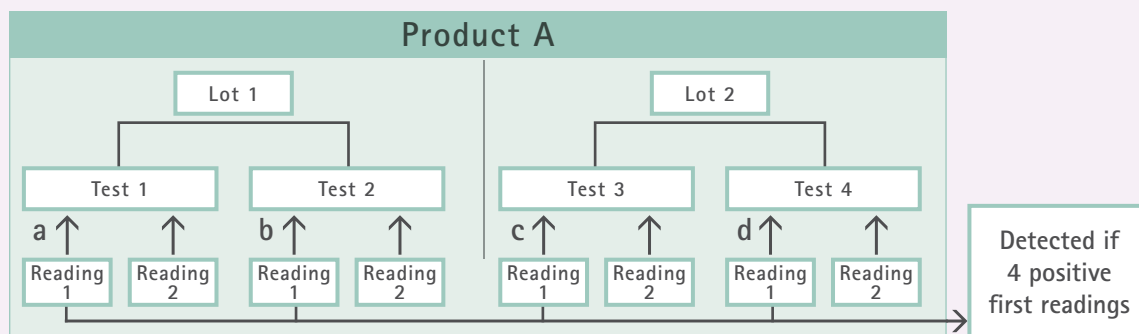 Product A
Lot 1
Lot 2
Test 1
Test 2
Test 3
Test 4
a
b
c
d
Reading
1
Reading
2
Reading
1
Reading
2
Reading
1
Reading
2
Reading
1
Reading
2
Detected if
4 positive
first readings